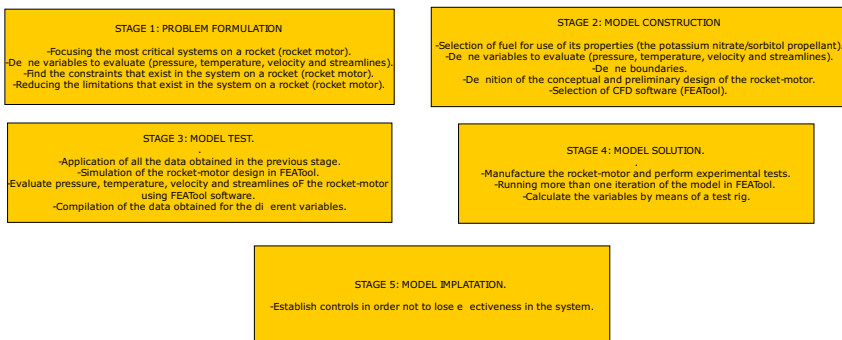 STAGE 1: PROBLEM FORMULATION
-Focusing the most critical systems on a rocket (rocket motor).
-De ne variables to evaluate (pressure, temperature, velocity and streamlines).
-Find the constraints that exist in the system on a rocket (rocket motor).
-Reducing the limitations that exist in the system on a rocket (rocket motor).
STAGE 2: MODEL CONSTRUCTION
-Selection of fuel for use of its properties (the potassium nitrate/sorbitol propellant).
-De ne variables to evaluate (pressure, temperature, velocity and streamlines).
-De ne boundaries.
-De nition of the conceptual and preliminary design of the rocket-motor.
-Selection of CFD software (FEATool).
STAGE 3: MODEL TEST.
.
-Application of all the data obtained in the previous stage.
-Simulation of the rocket-motor design in FEATool.
-Evaluate pressure, temperature, velocity and streamlines of the rocket-motor
using FEATool software.
-Compilation of the data obtained for the di erent variables.
STAGE 4: MODEL SOLUTION.
.
-Manufacture the rocket-motor and perform experimental tests.
-Running more than one iteration of the model in FEATool.
-Calculate the variables by means of a test rig.
STAGE 5: MODEL IMPLATATION.
-Establish controls in order not to lose e ectiveness in the system.